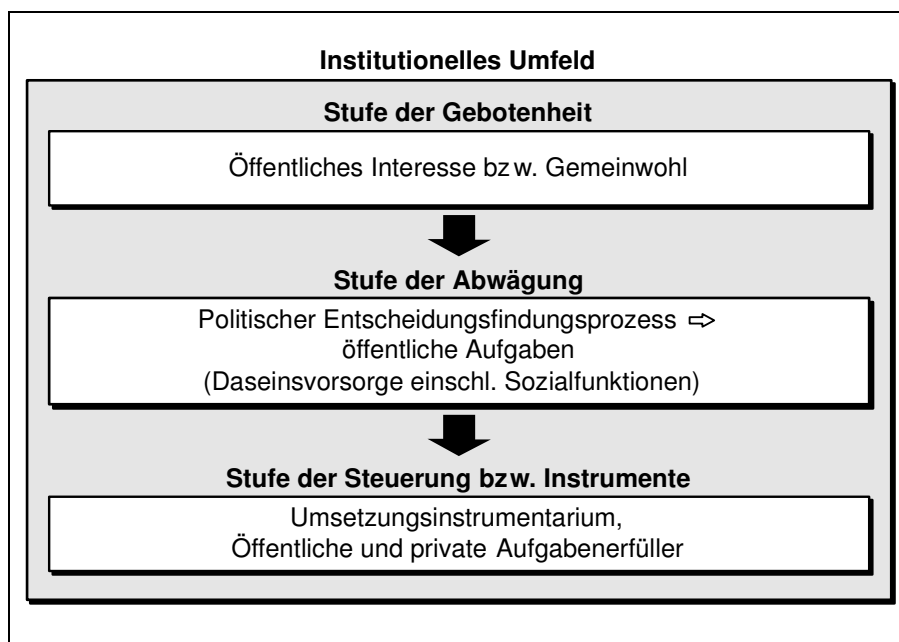 Institutionelles Umfeld
Stufe der Gebotenheit
Öffentliches Interesse bzw. Gemeinwohl
Stufe der Abwägung
Politischer Entscheidungsfindungsprozess ⇨
öffentliche Aufgaben
(Daseinsvorsorge einschl. Sozialfunktionen)
Stufe der Steuerung bzw. Instrumente
Umsetzungsinstrumentarium,
Öffentliche und private Aufgabenerfüller